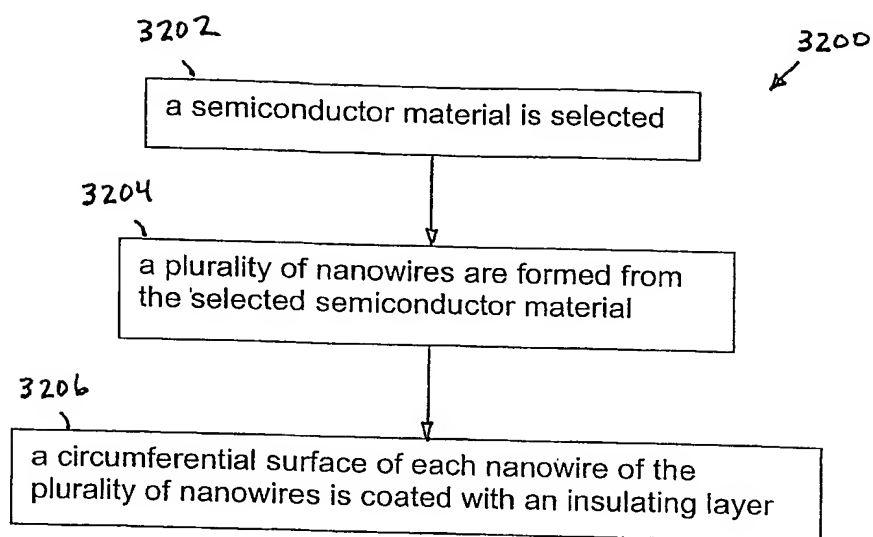 3202
3200
a semiconductor material is selected
3204
a plurality of nanowires are formed from
the selected semiconductor material
3206
a circumferential surface of each nanowire of the
plurality of nanowires is coated with an insulating layer